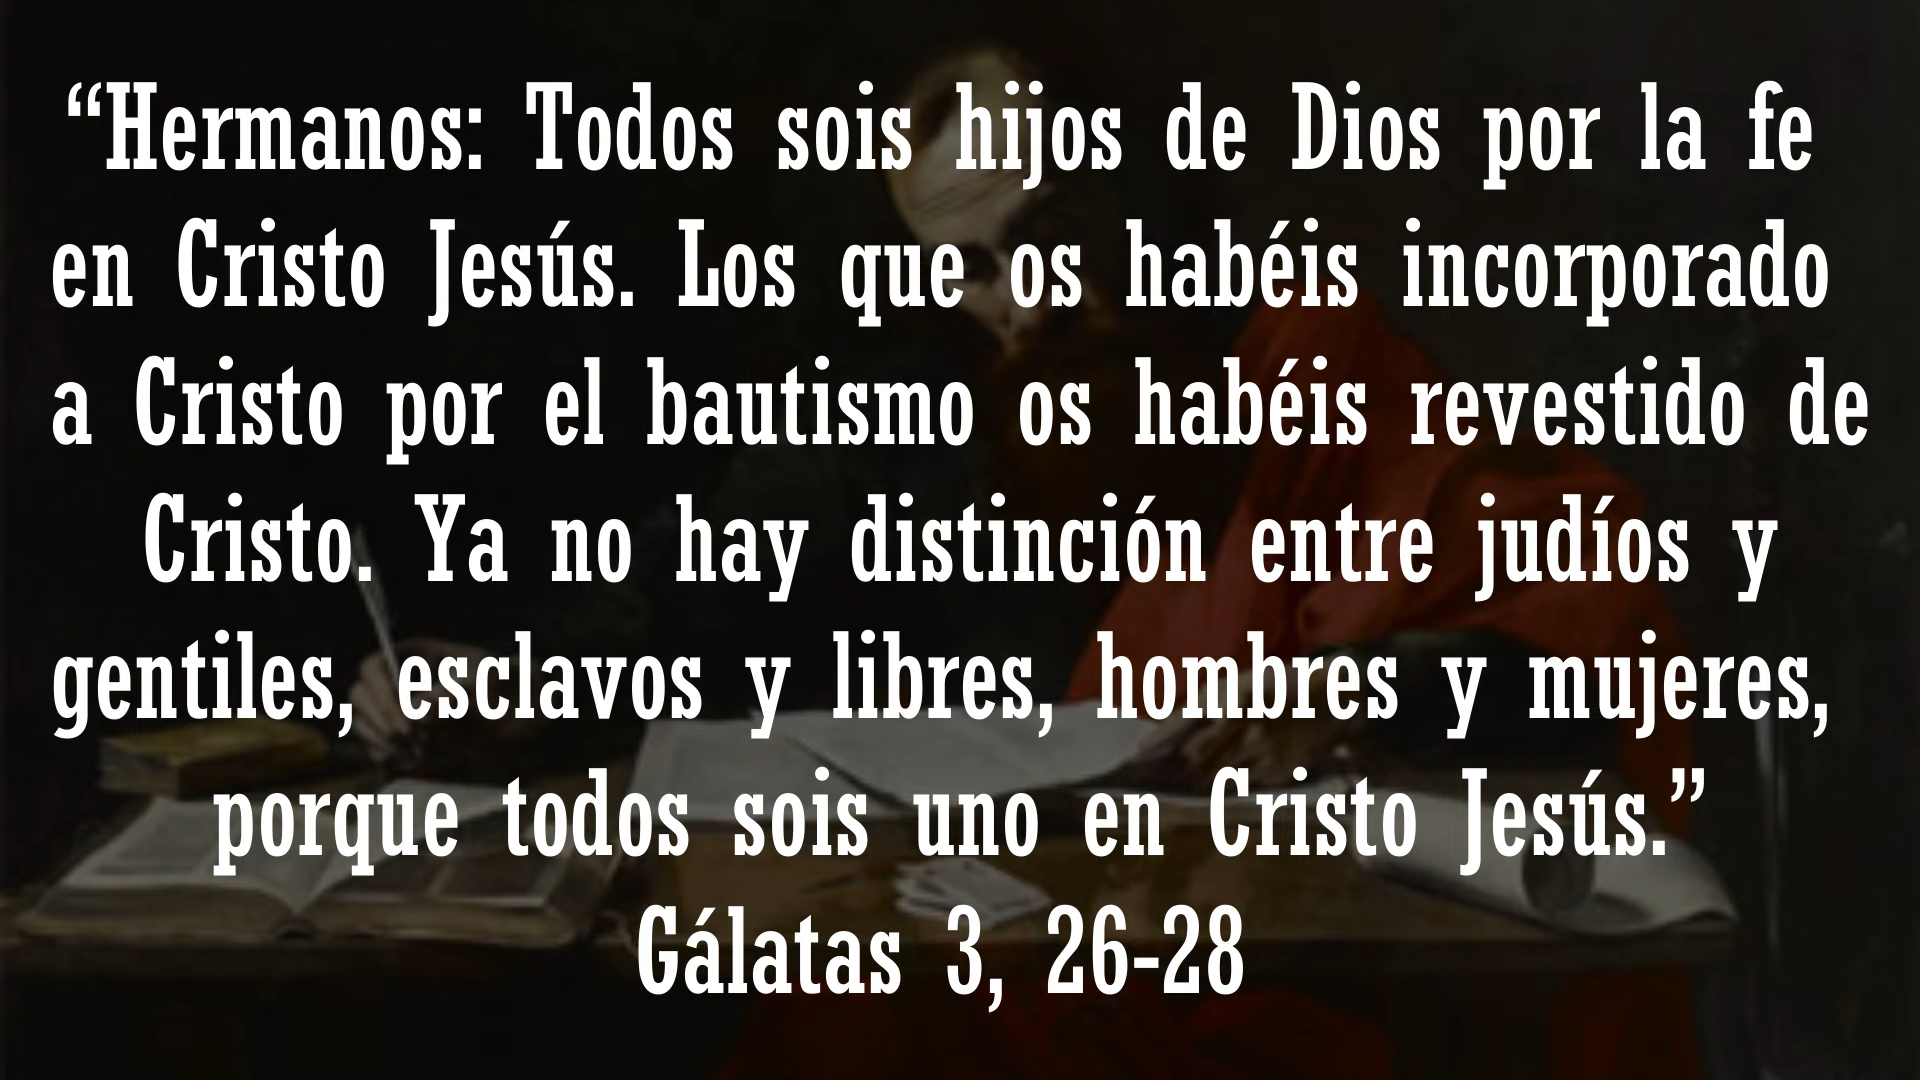 “Hermanos: Todos sois hijos de Dios por la fe
en Cristo Jesús. Los que os habéis incorporado
a Cristo por el bautismo os habéis revestido de
Cristo. Ya no hay distinción entre judíos y
gentiles, esclavos y libres, hombres y mujeres,
porque todos sois uno en Cristo Jesús.”
Gálatas 3, 26-28